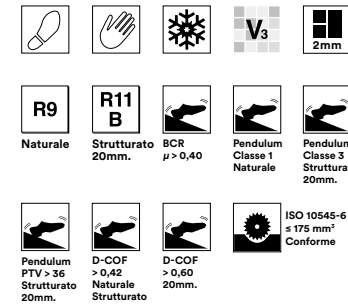 V3
2mm
R9
Naturale
R11
B
Strutturato
20mm.
BCR
μ > 0,40
Pendulum
Classe 1
Naturale
Pendulum
Classe 3
20mm.
Pendulum
PTV > 36
Strutturato
20mm.
D-COF
> 0,42
Naturale
Strutturato
D-COF
> 0,60
20mm.
ISO 10545-6
≤ 175 mm³
Conforme